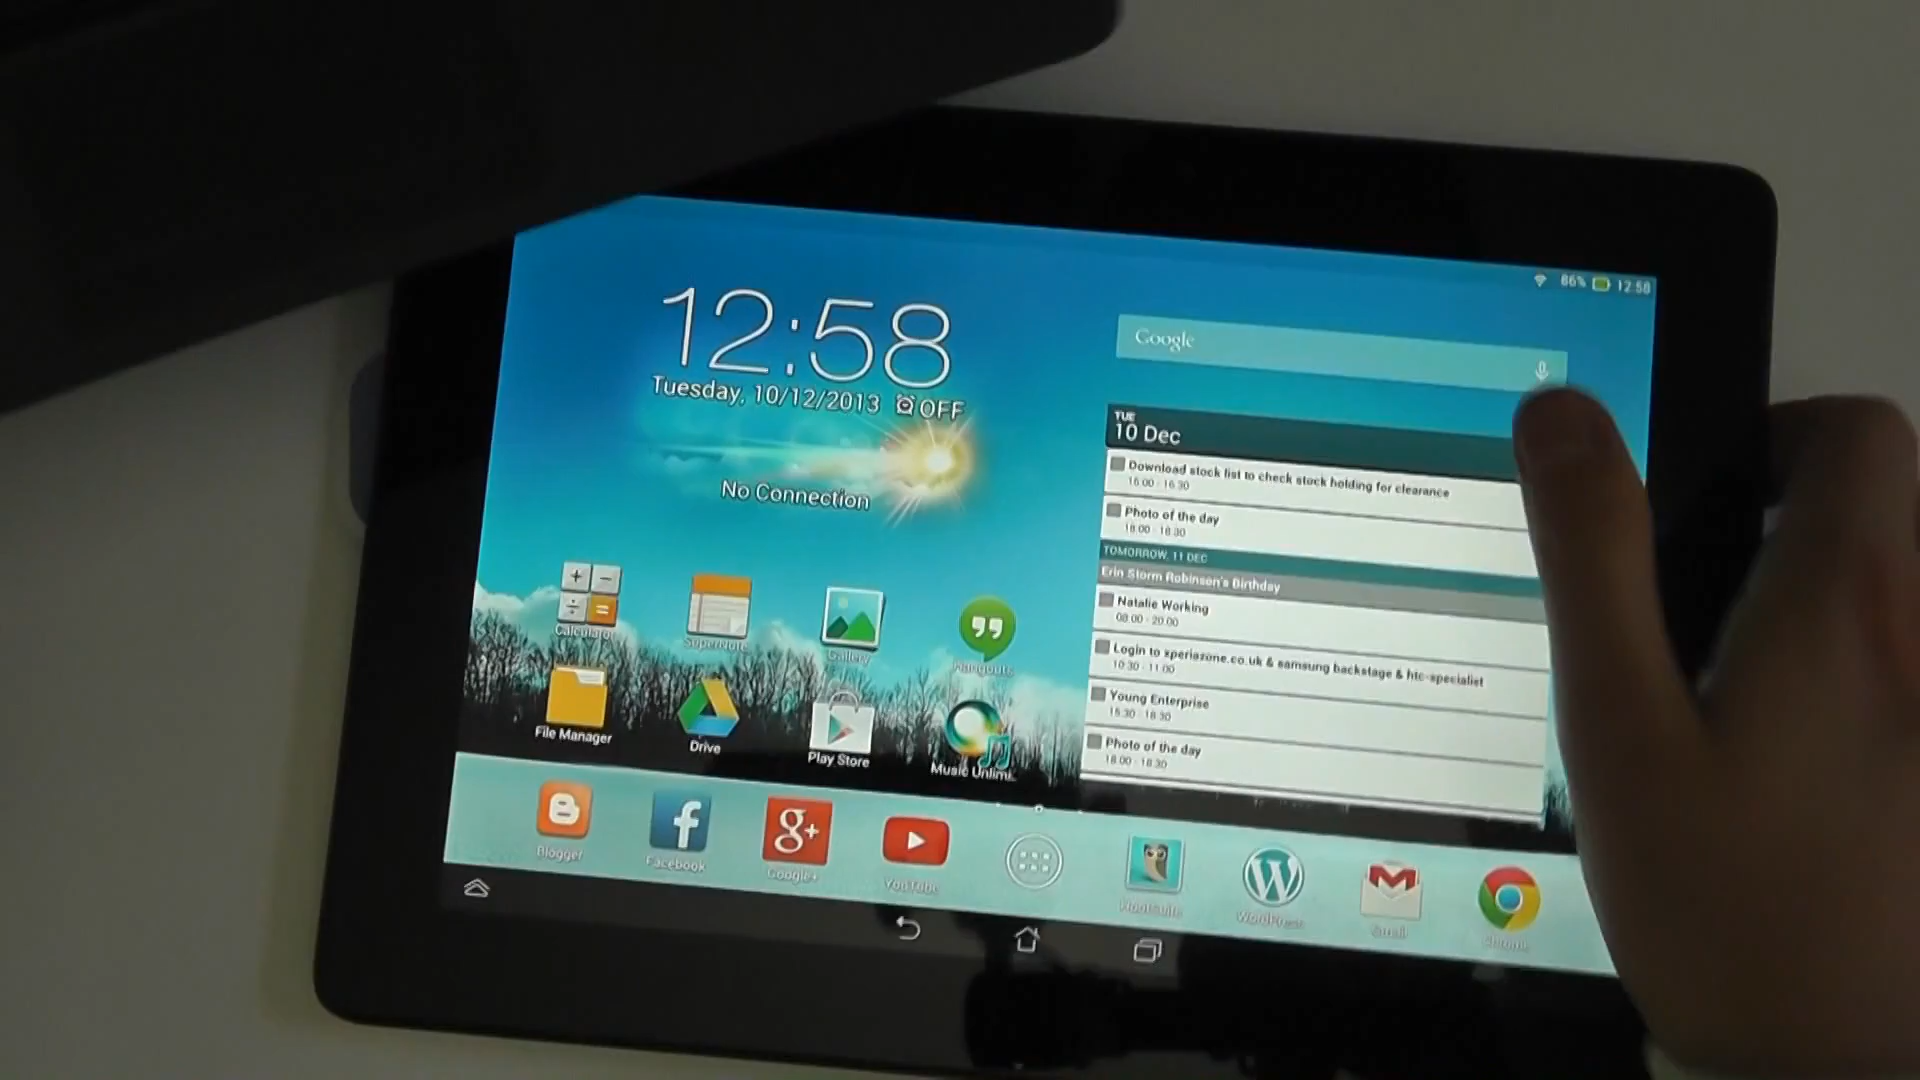 86% 12:58
12:58
Tuesday, 10/12/2013 OFF
No Connection
Google
TUE
10 Dec
Download stock list to check stock holding for clearance
16:00 - 16:30
Photo of the day
18:00 - 18:30
TOMORROW, 11 DEC
Erin Storm Robinson's Birthday
Natalie Working
08:00 - 20:00
Login to xperiazone.co.uk & samsung backstage & htc-specialist
10:30 - 11:00
Young Enterprise
15:30 - 18:30
Photo of the day
18:00 - 18:30
Calculator
SuperNote
Gallery
Hangouts
File Manager
Drive
Play Store
Music Unlimi..
Blogger
Facebook
g+
Google+
YouTube
Hootsuite
WordPress
Gmail
Chrome